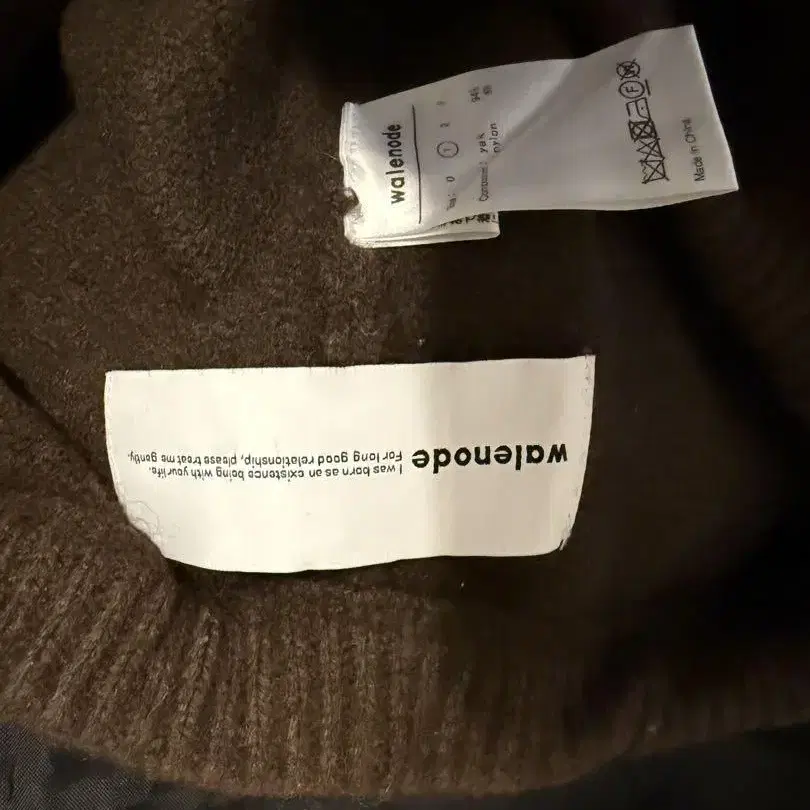 walenode
0 1 2
yak
nylon
Made in China
walenode
I was born as an existence being with your life.
For long good relationship, please treat me gently.